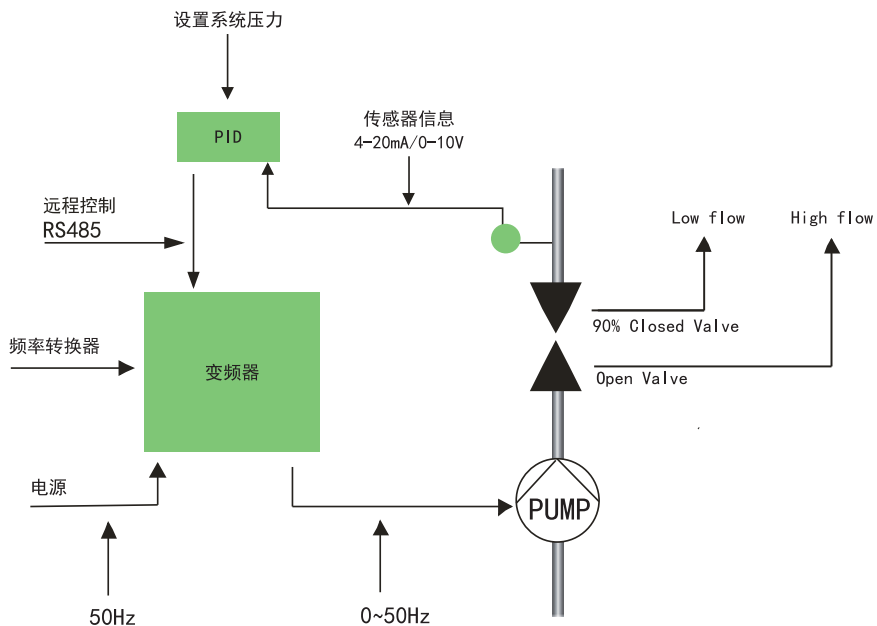 设置系统压力
PID
传感器信息
4-20mA/0-10V
远程控制
RS485
Low flow
High flow
90% Closed Valve
频率转换器
变频器
Open Valve
电源
PUMP
50Hz
0~50Hz